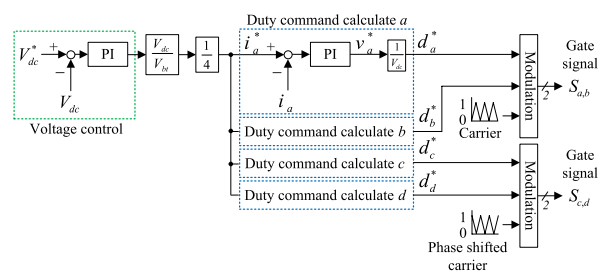 Duty command calculate a
V*dc + − PI Vdc/Vbt 1/4 i*a + − PI v*a 1/Vdc d*a
Vdc
ia
Voltage control
Modulation
Gate
signal
2 Sa,b
d*b
1
0
Carrier
Duty command calculate b
d*c
Duty command calculate c
d*d
Duty command calculate d
Modulation
Gate
signal
2 Sc,d
1
0
Phase shifted
carrier